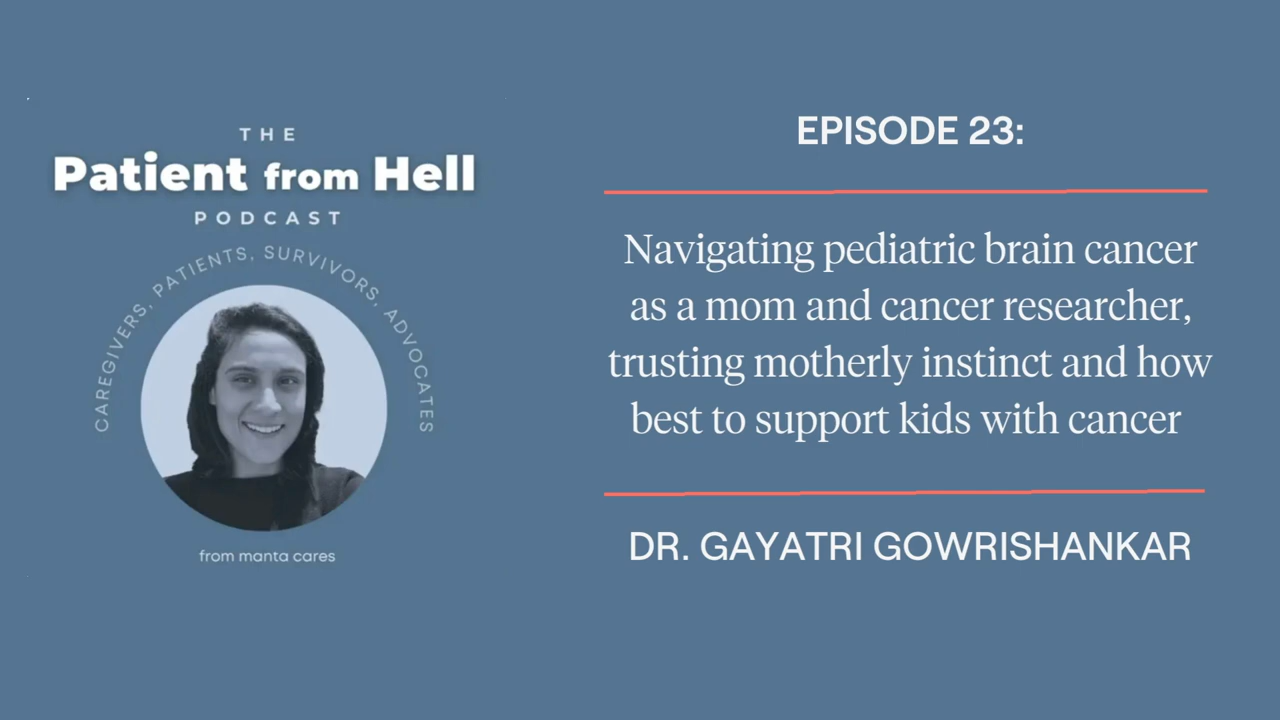 THE
Patient from Hell
PODCAST
CAREGIVERS, PATIENTS, SURVIVORS, ADVOCATES
from manta cares
EPISODE 23:
Navigating pediatric brain cancer
as a mom and cancer researcher,
trusting motherly instinct and how
best to support kids with cancer
DR. GAYATRI GOWRISHANKAR